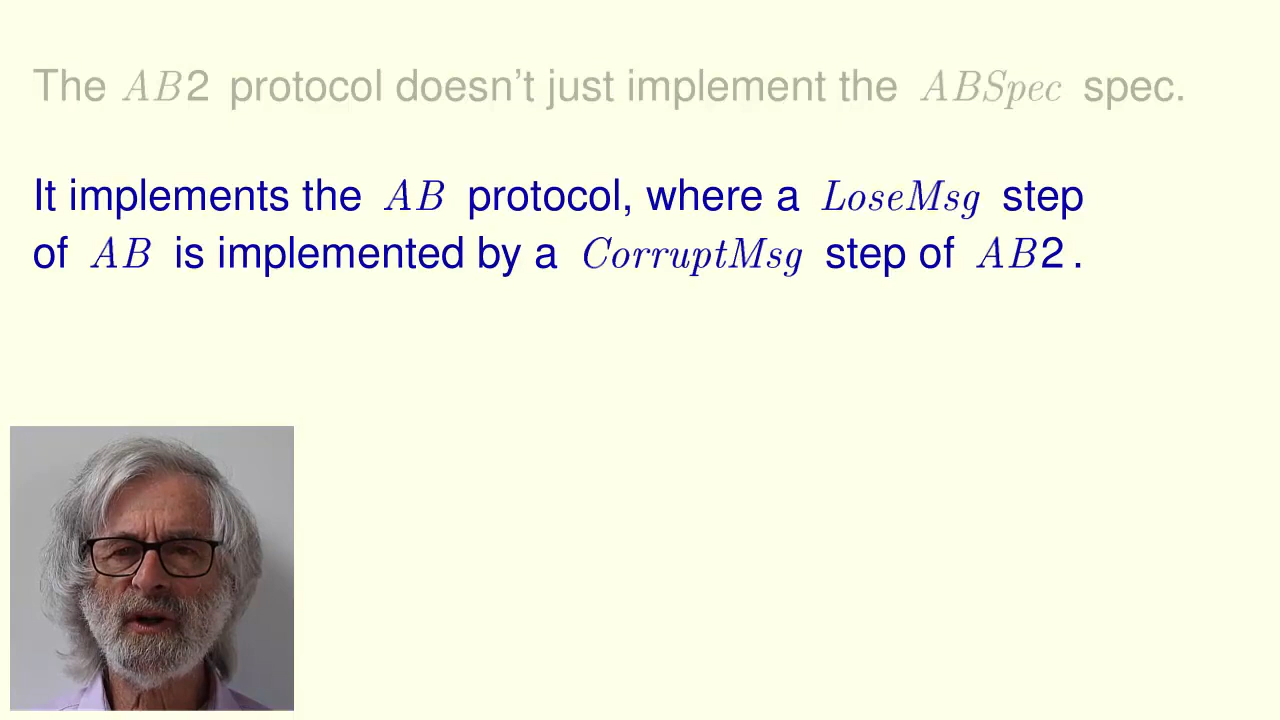 The AB2 protocol doesn't just implement the ABSpec spec.
It implements the AB protocol, where a LoseMsg step
of AB is implemented by a CorruptMsg step of AB2.